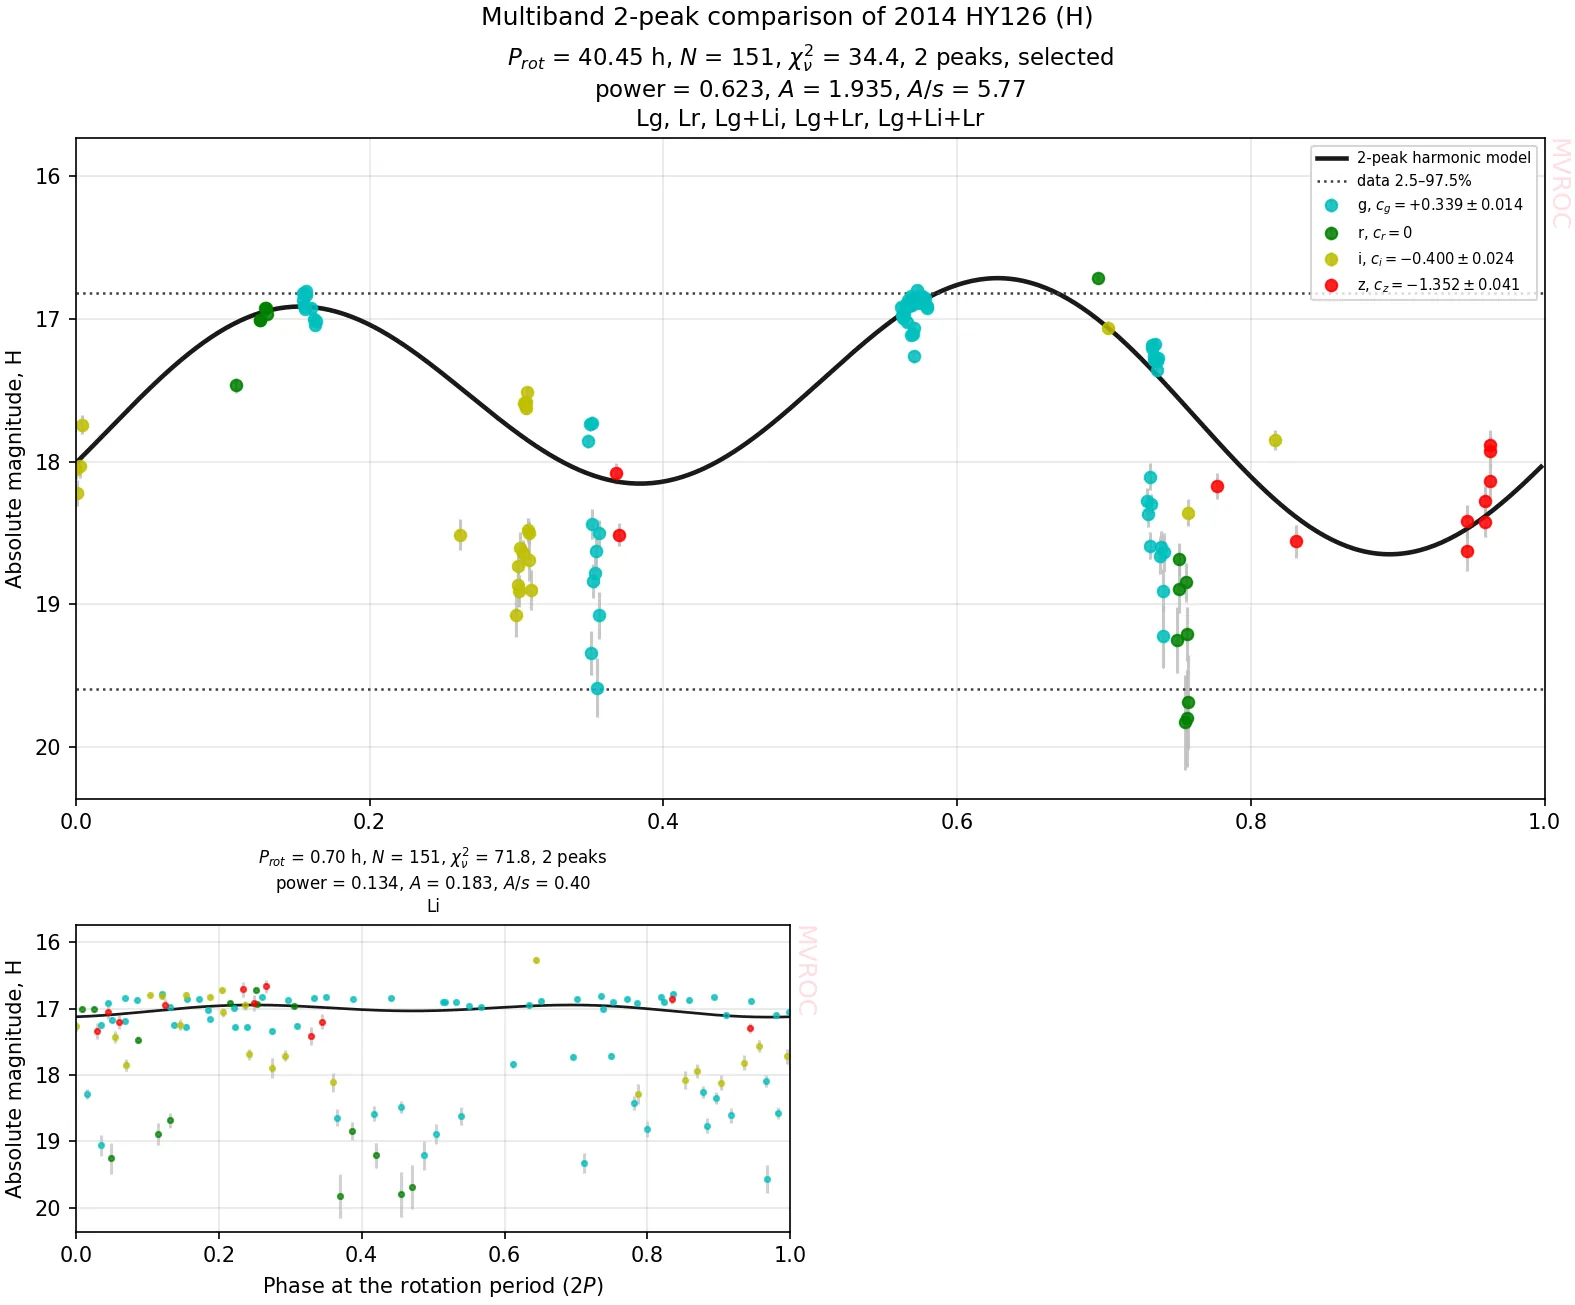 Multiband 2-peak comparison of 2014 HY126 (H)
P_rot = 40.45 h, N = 151, χ²_ν = 34.4, 2 peaks, selected
power = 0.623, A = 1.935, A/s = 5.77
Lg, Lr, Lg+Li, Lg+Lr, Lg+Li+Lr
2-peak harmonic model
data 2.5–97.5%
g, c_g = +0.339 ± 0.014
r, c_r = 0
i, c_i = −0.400 ± 0.024
z, c_z = −1.352 ± 0.041
MVROC
Absolute magnitude, H
16
17
18
19
20
0.0 0.2 0.4 0.6 0.8 1.0
P_rot = 0.70 h, N = 151, χ²_ν = 71.8, 2 peaks
power = 0.134, A = 0.183, A/s = 0.40
Li
MVROC
Absolute magnitude, H
16
17
18
19
20
0.0 0.2 0.4 0.6 0.8 1.0
Phase at the rotation period (2P)